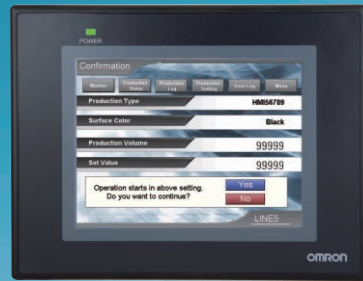 POWER
Confirmation
Monitor Production Status Production Log Production Setting Error Log Menu
Production Type HMI56789
Surface Color Black
Production Volume 99999
Set Value 99999
Operation starts in above setting.
Do you want to continue?
Yes
No
LINE5
OMRON